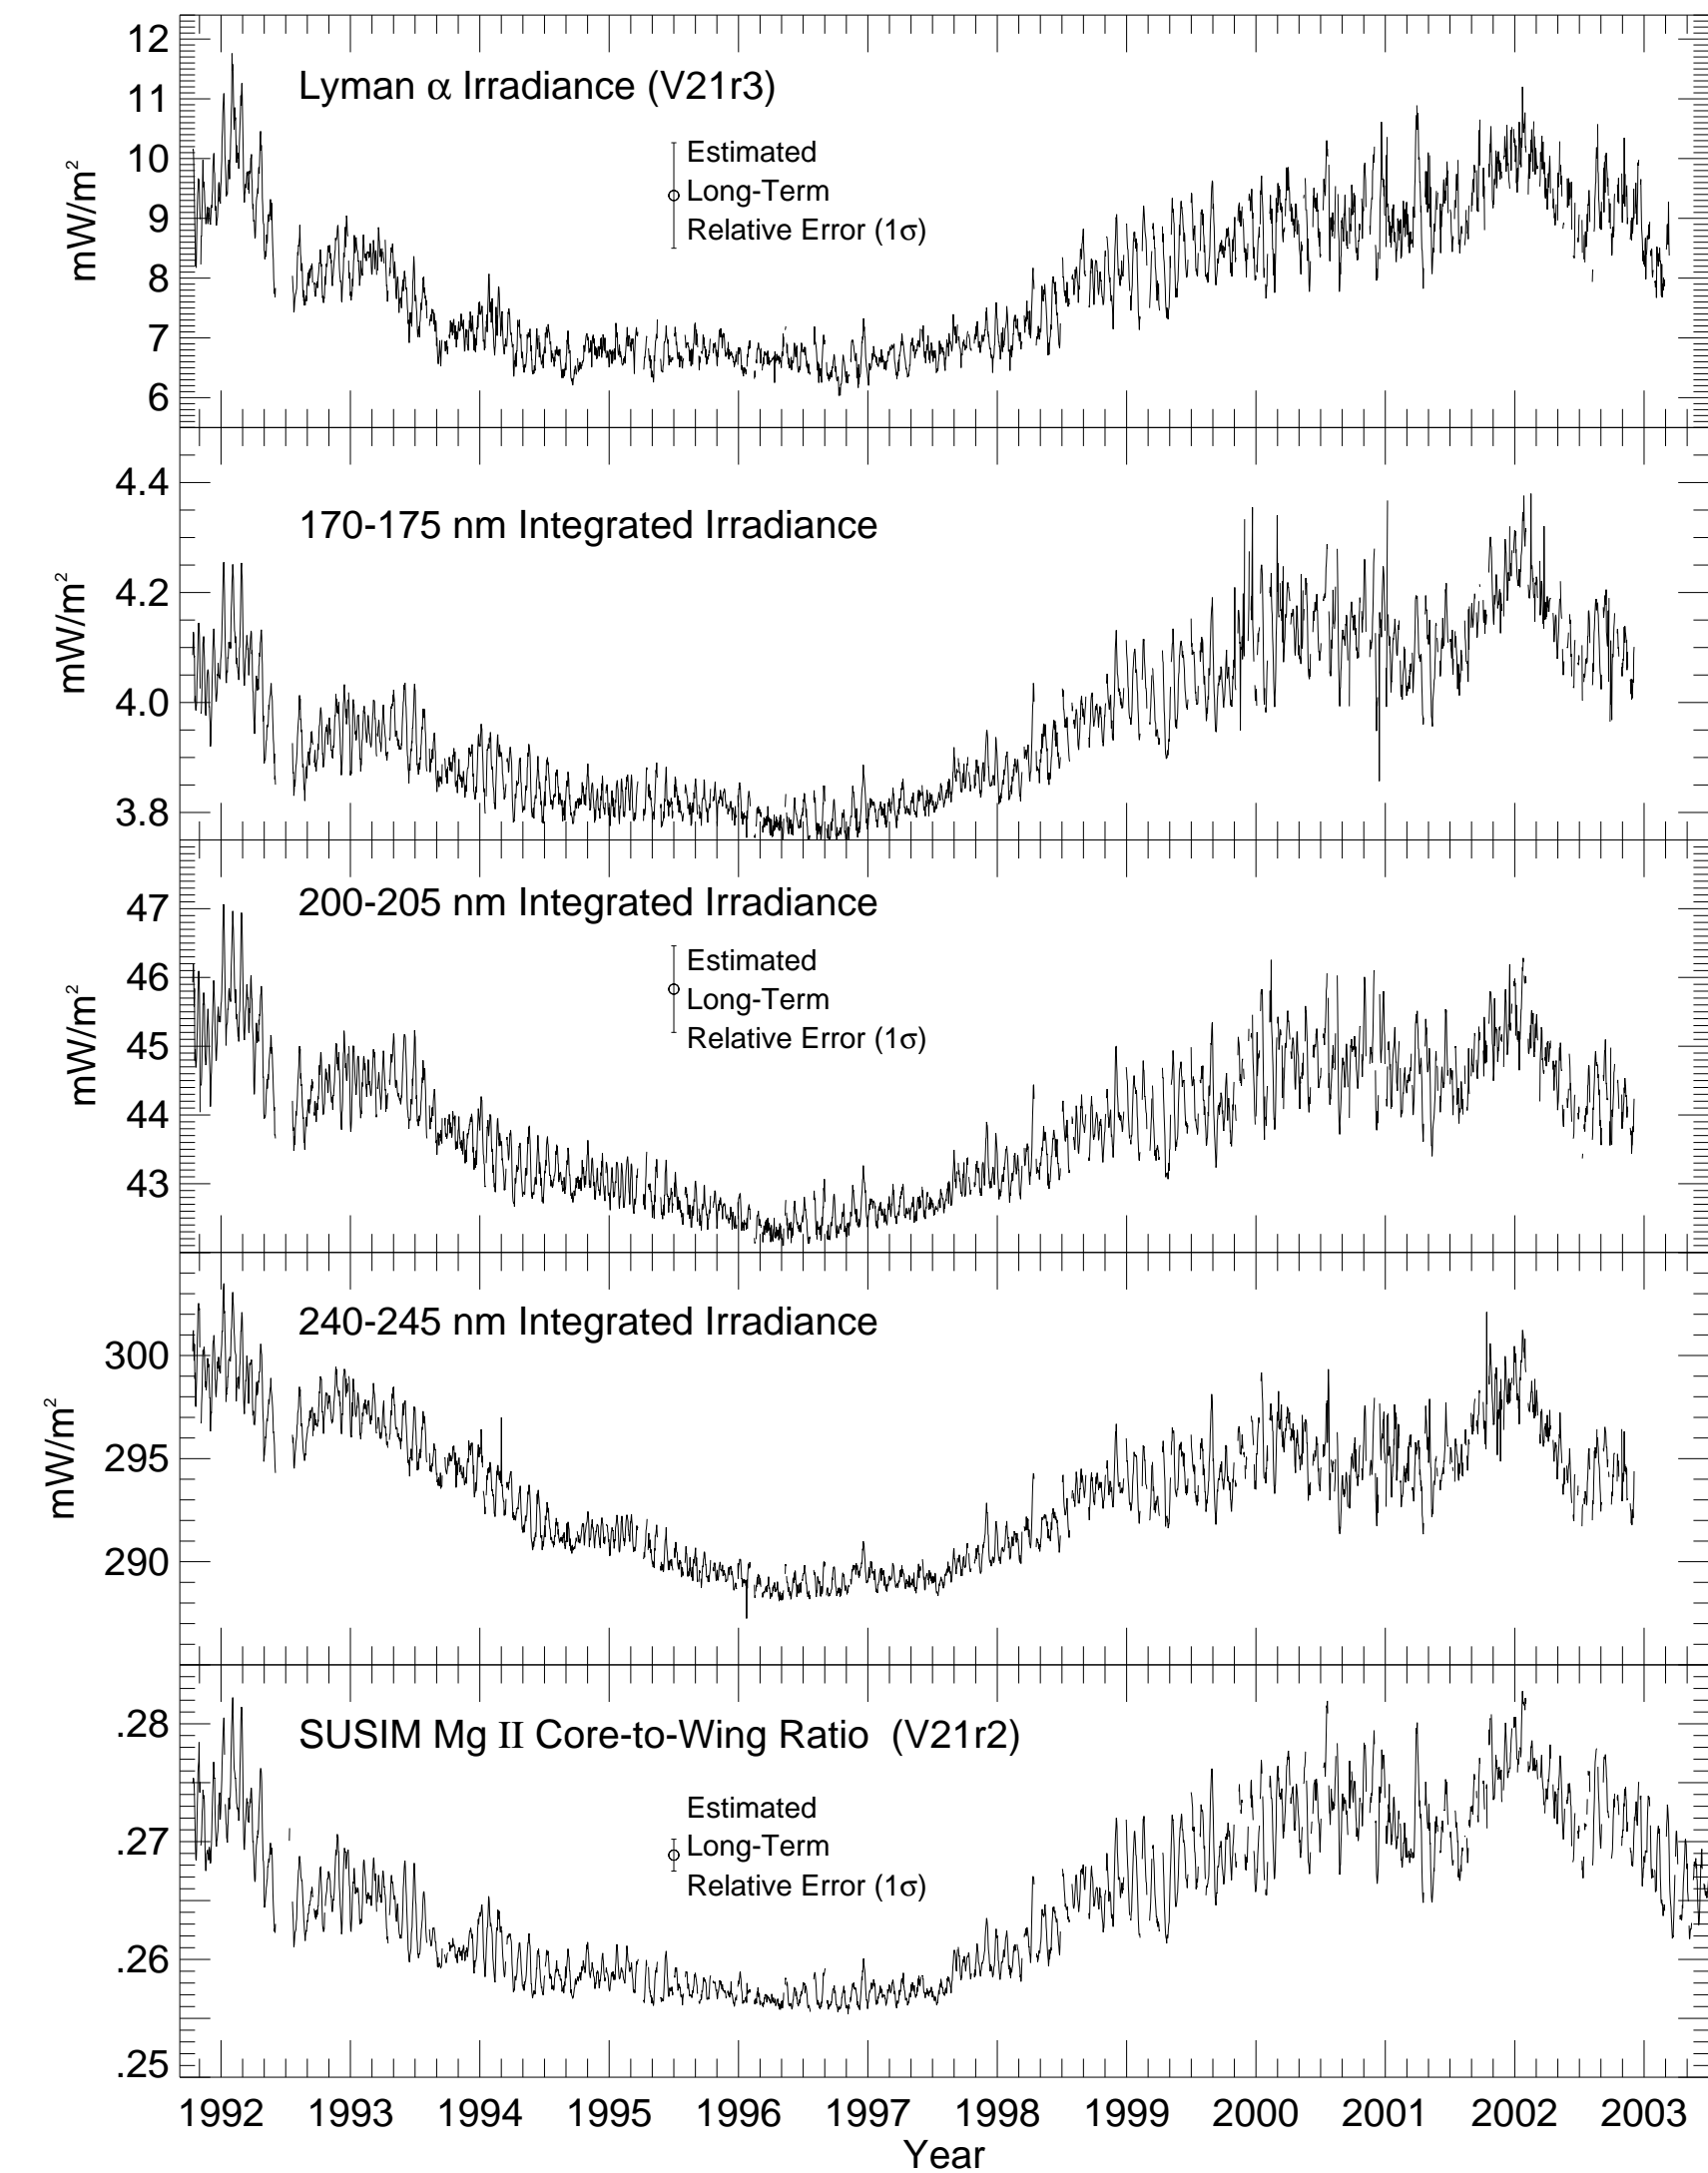 12
11
10
9
8
7
6
mW/m²
Lyman α Irradiance (V21r3)
Estimated
Long-Term
Relative Error (1σ)
4.4
4.2
4.0
3.8
mW/m²
170-175 nm Integrated Irradiance
47
46
45
44
43
mW/m²
200-205 nm Integrated Irradiance
Estimated
Long-Term
Relative Error (1σ)
300
295
290
mW/m²
240-245 nm Integrated Irradiance
.28
.27
.26
.25
SUSIM Mg II Core-to-Wing Ratio (V21r2)
Estimated
Long-Term
Relative Error (1σ)
1992 1993 1994 1995 1996 1997 1998 1999 2000 2001 2002 2003
Year